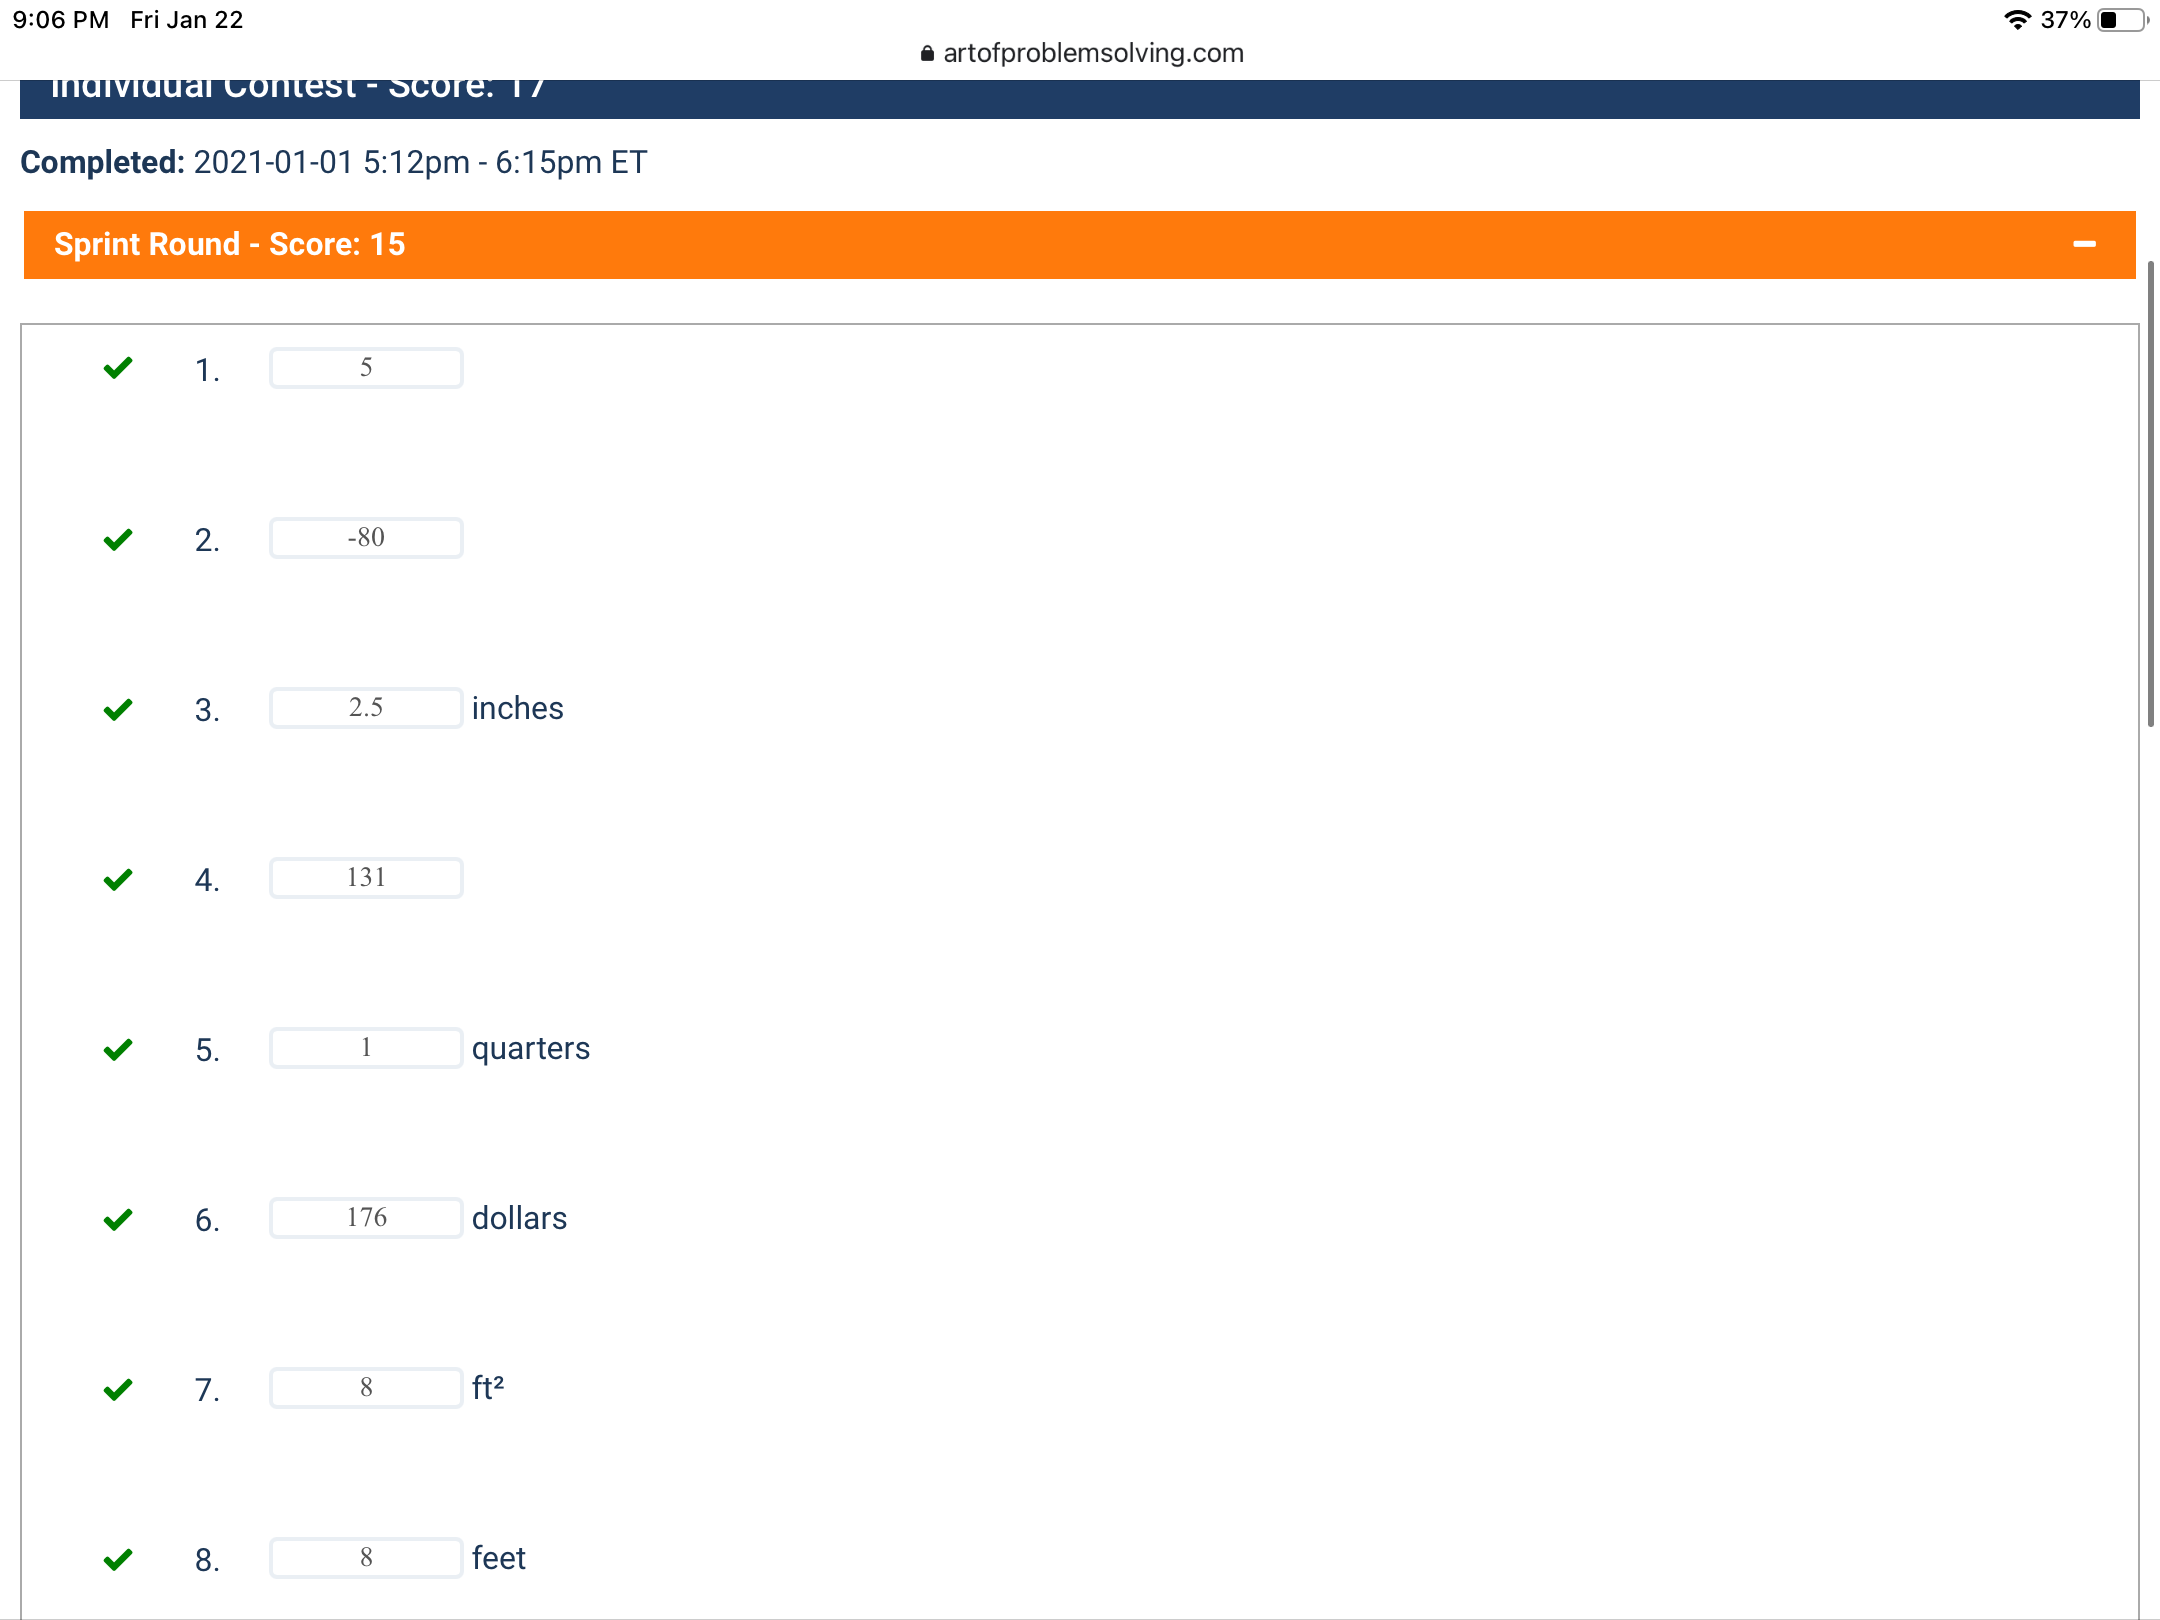 9:06 PM Fri Jan 22
37%
artofproblemsolving.com
Individual Contest - Score: 17
Completed: 2021-01-01 5:12pm - 6:15pm ET
Sprint Round - Score: 15
1. 5
2. -80
3. 2.5 inches
4. 131
5. 1 quarters
6. 176 dollars
7. 8 ft²
8. 8 feet